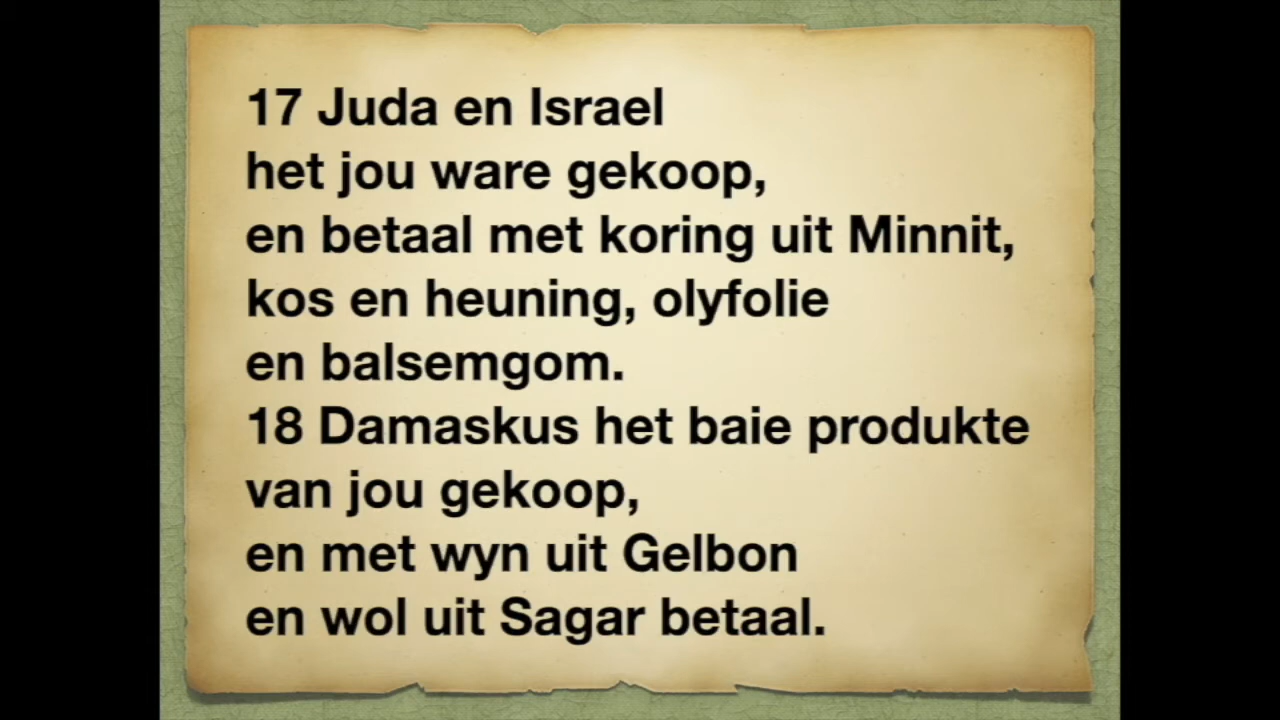 17 Juda en Israel
het jou ware gekoop,
en betaal met koring uit Minnit,
kos en heuning, olyfolie
en balsemgom.
18 Damaskus het baie produkte
van jou gekoop,
en met wyn uit Gelbon
en wol uit Sagar betaal.